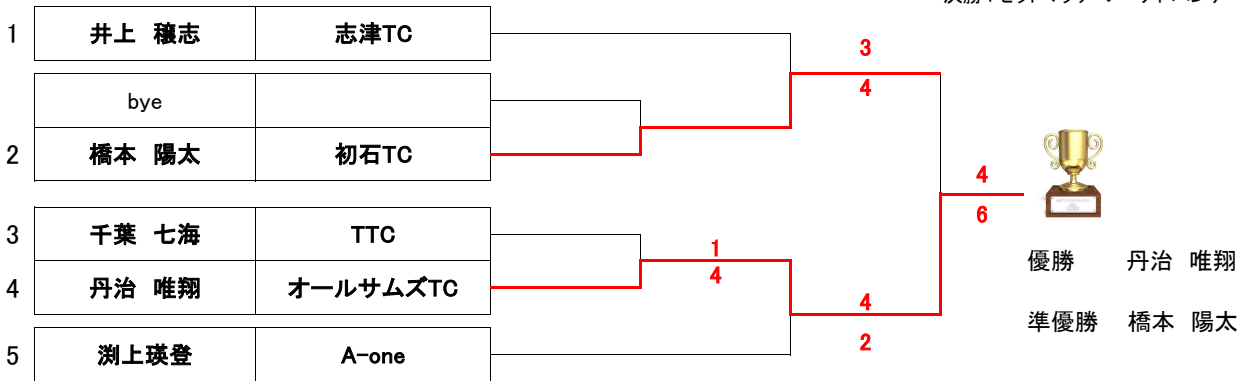 1 井上 穣志 志津TC
3
4
bye
2 橋本 陽太 初石TC
4
6
3 千葉 七海 TTC
1
4
4 丹治 唯翔 オールサムズTC
優勝 丹治 唯翔
4
2
準優勝 橋本 陽太
5 渕上瑛登 A-one